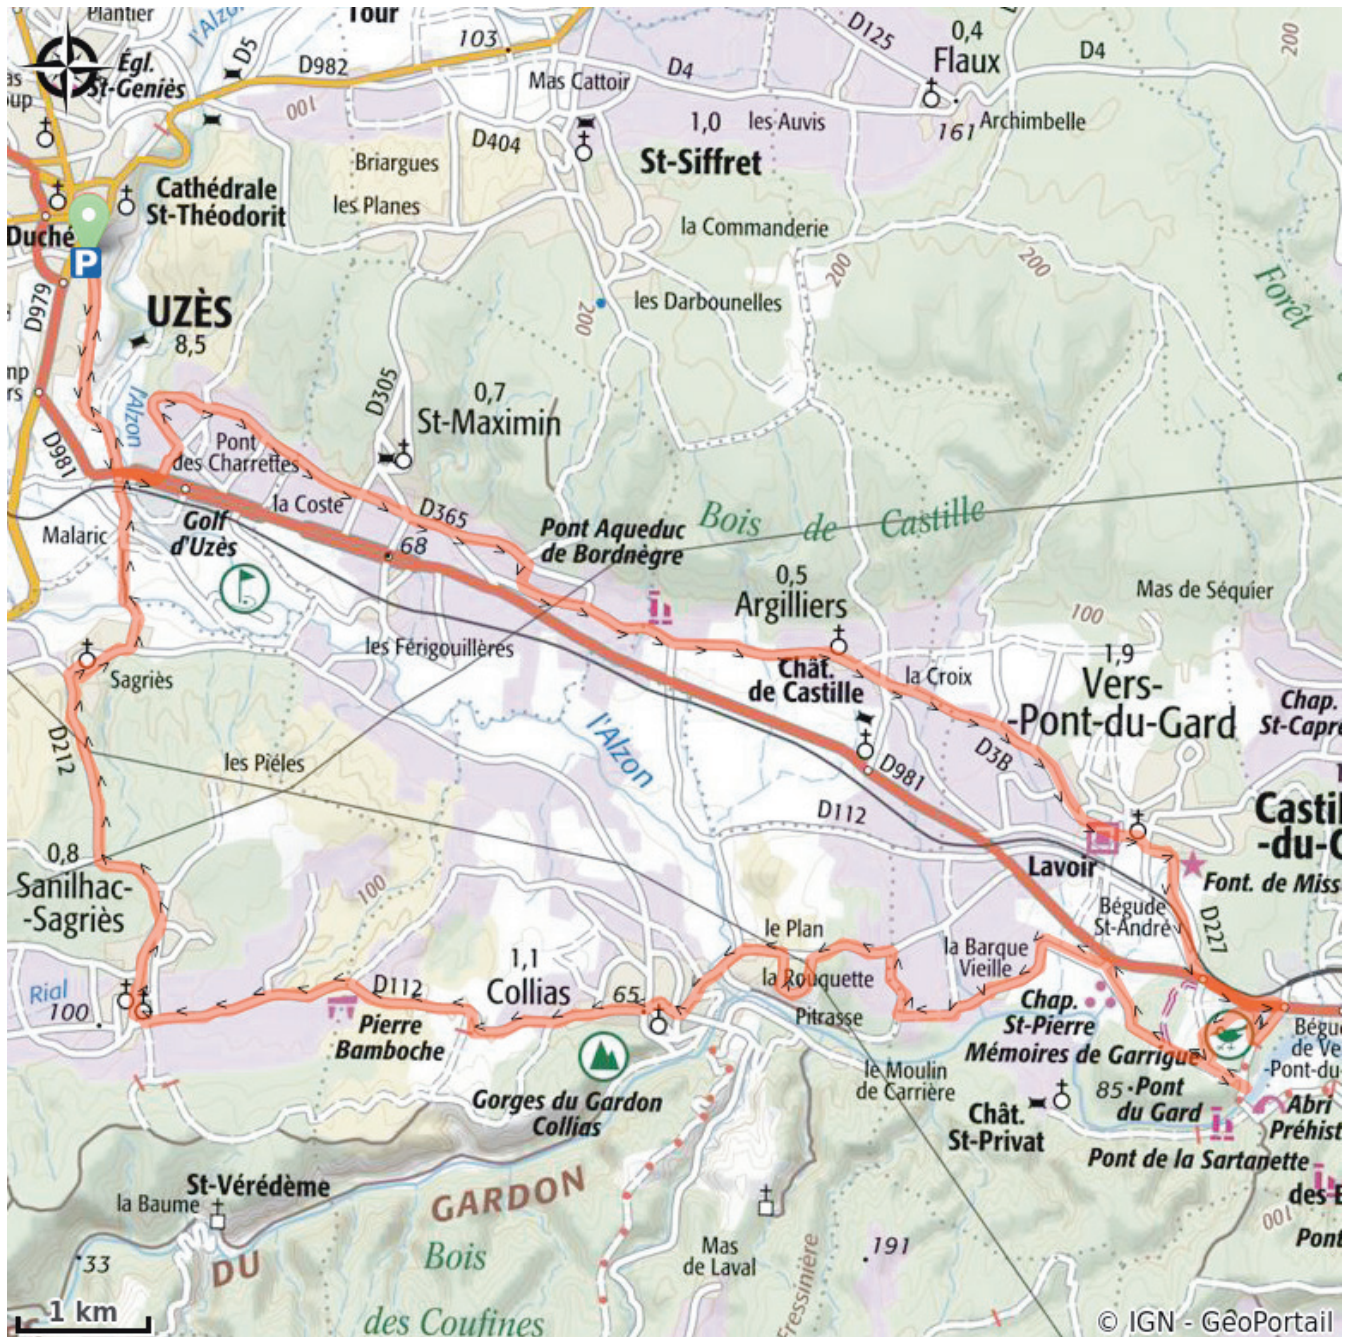 Plantier
l'Alzon
Tour
D5
103
D982
Égl.
St-Geniès
100
Mas Cattoir
D4
D125
0,4
Flaux
D4
200
161
Archimbelle
1,0
les Auvis
D404
St-Siffret
Briargues
les Planes
Cathédrale
St-Théodorit
Duché
P
la Commanderie
200
200
Forêt
les Darbounelles
200
D979
UZÈS
8,5
l'Alzon
D305
0,7
St-Maximin
D981
Pont
des Charrettes
la Coste
D365
Golf
d'Uzès
68
Malaric
Pont Aqueduc
de Bordnègre
Bois de Castille
0,5
Argilliers
Mas de Séquier
100
les Férigouillères
Sagriès
Chât.
de Castille
la Croix
1,9
Vers-
-Pont-du-Gard
Chap.
St-Capr
D212
les Piéles
l'Alzon
D3B
D981
D112
Castil
-du-G
Lavoir
Font. de Miss
0,8
Sanilhac-
-Sagriès
100
Bégude
St-André
D227
le Plan
la Barque
Vieille
la Rouquette
1,1
Collias
65
D112
Rial
100
Pitrasse
Chap.
St-Pierre
Mémoires de Garrigue
Pierre
Bamboche
Bégu
de Ve
-Pont-du-
le Moulin
de Carrière
Gorges du Gardon
Collias
85
Pont
du Gard
Abri
Préhist
Chât.
St-Privat
Pont de la Sartanette
St-Vérédème
la Baume
GARDON
des E
100
Pont
DU
Bois
des Coufines
Mas
de Laval
191
Fressinière
33
1 km
© IGN - GéoPortail